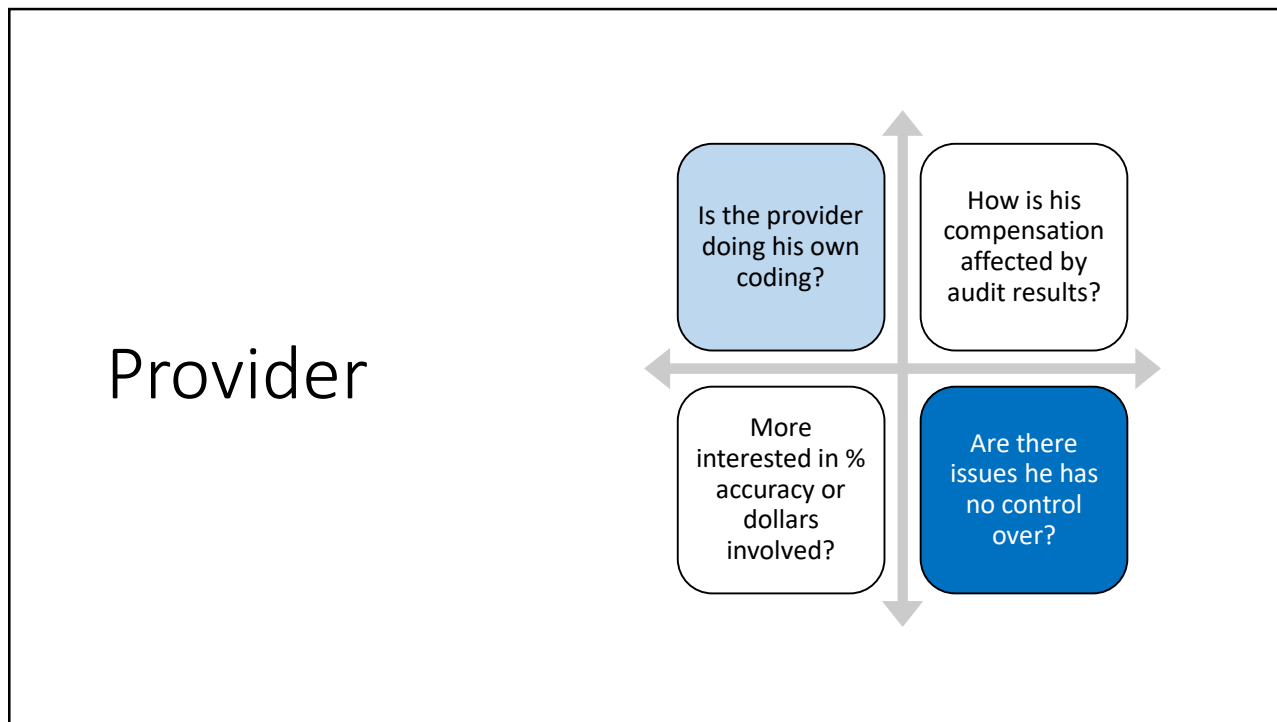 Provider
Is the provider
doing his own
coding?
How is his
compensation
affected by
audit results?
More
interested in %
accuracy or
dollars
involved?
Are there
issues he has
no control
over?